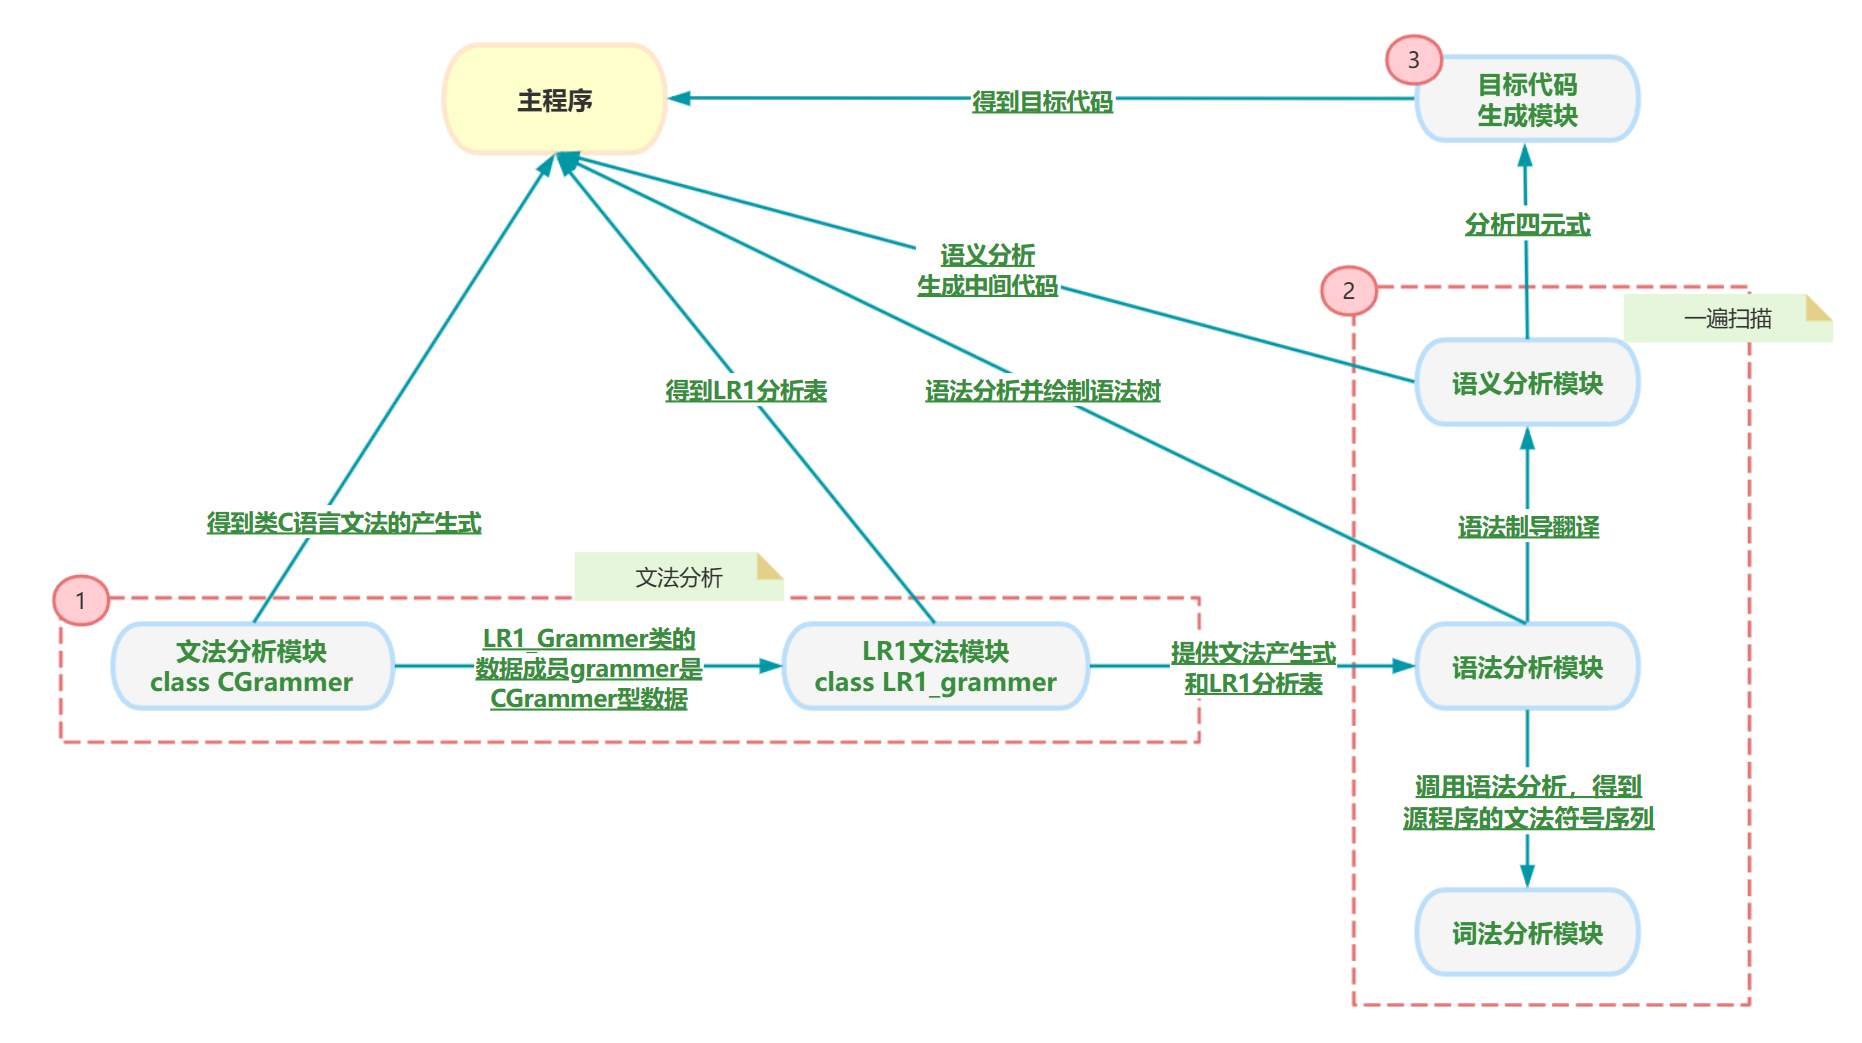 主程序
得到目标代码
3
目标代码
生成模块
分析四元式
语义分析
生成中间代码
2
一遍扫描
语义分析模块
得到LR1分析表
语法分析并绘制语法树
得到类C语言文法的产生式
语法制导翻译
文法分析
1
文法分析模块
class CGrammer
LR1_Grammer类的
数据成员grammer是
CGrammer型数据
LR1文法模块
class LR1_grammer
提供文法产生式
和LR1分析表
语法分析模块
调用语法分析，得到
源程序的文法符号序列
词法分析模块